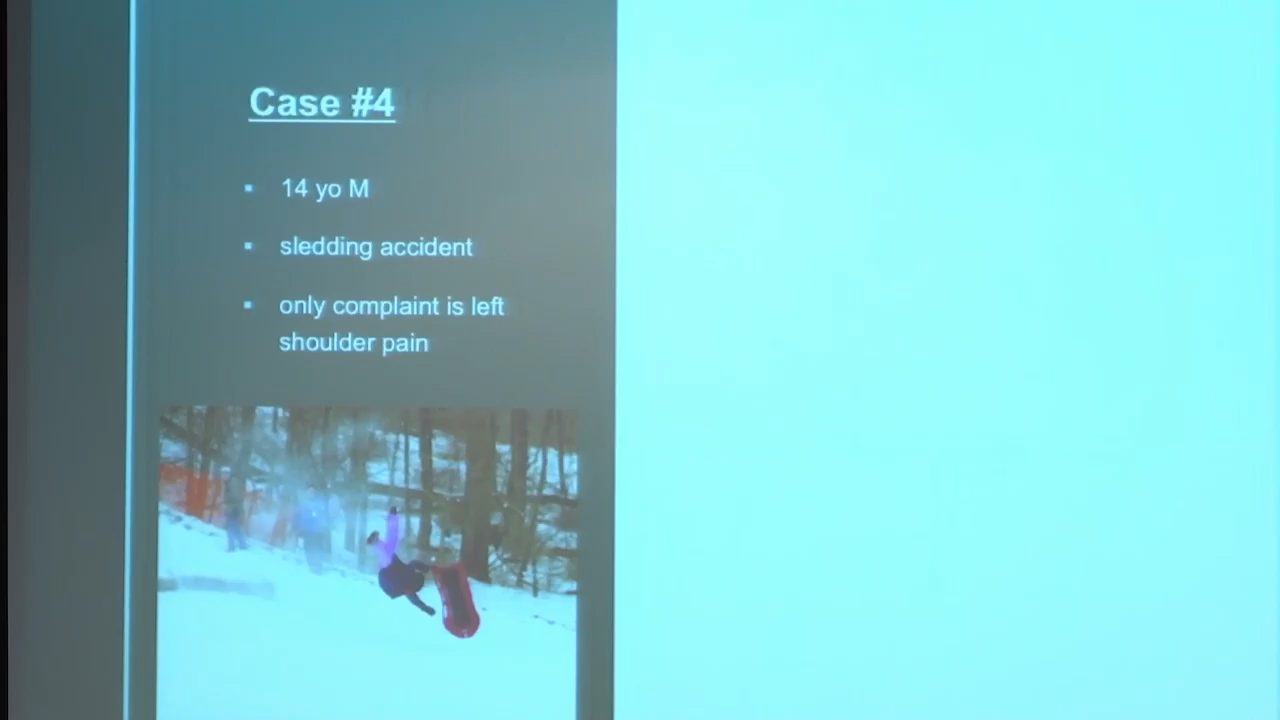 Case #4
▪ 14 yo M
▪ sledding accident
▪ only complaint is left
shoulder pain